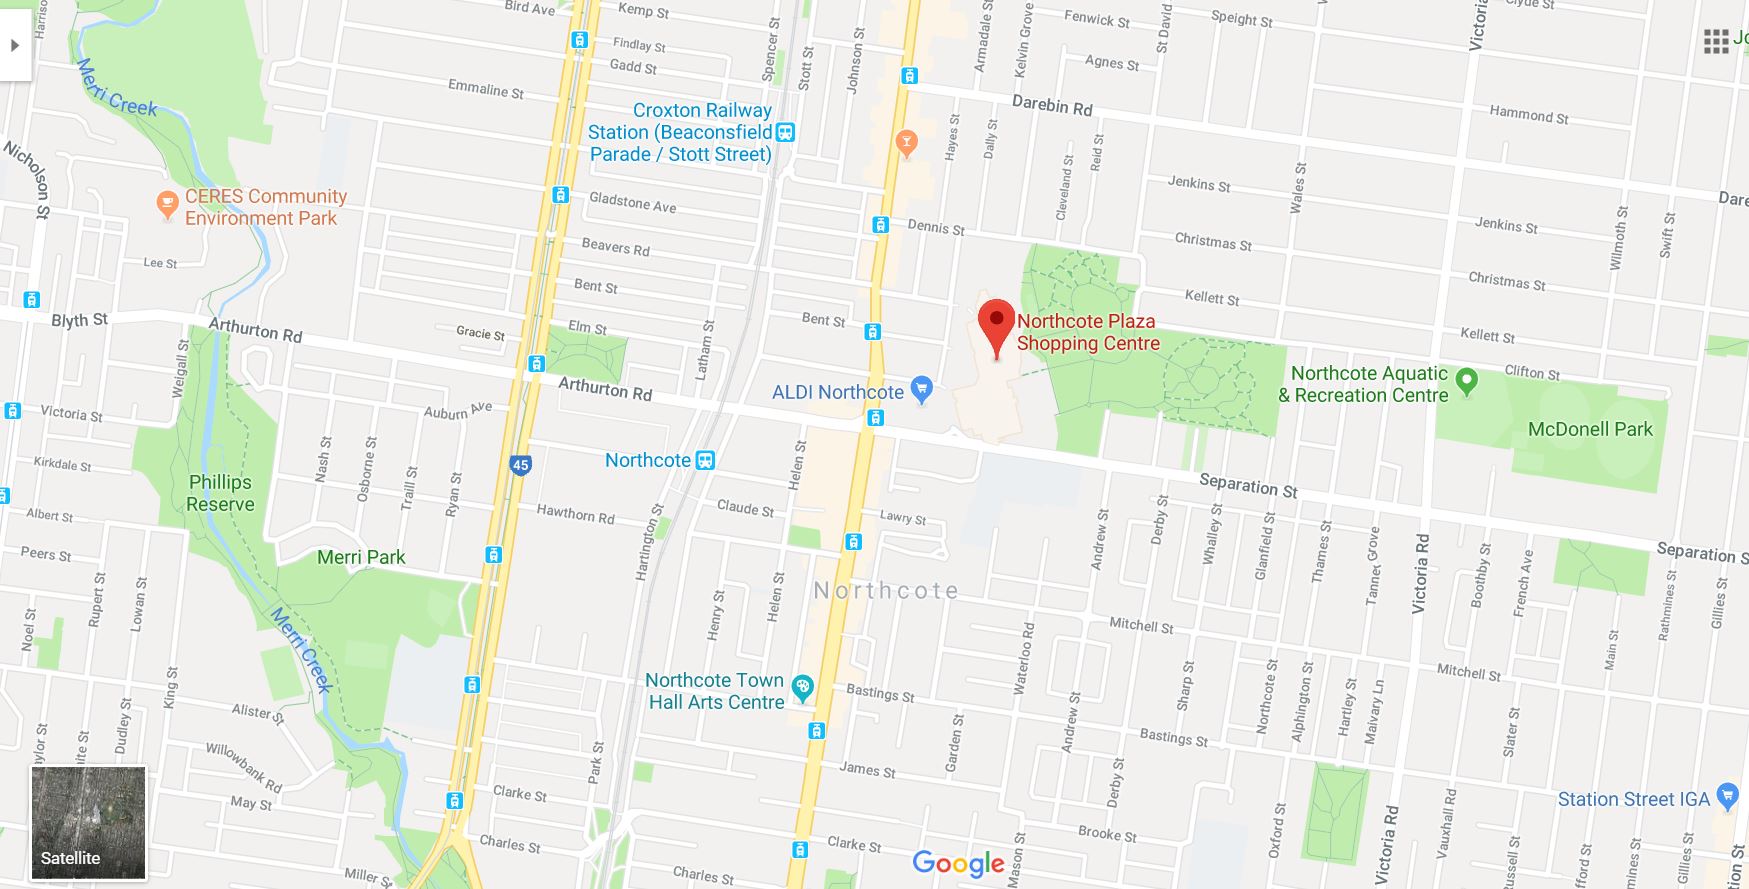 Bird Ave
Kemp St
Findlay St
Gadd St
Emmaline St
Spencer St
Stott St
Johnson St
Armadale St
Kelvin Grove
Fenwick St
Agnes St
St David
Speight St
Victoria
Clyde St
Jo
Harrison
Merri Creek
Nicholson St
CERES Community
Environment Park
Lee St
Croxton Railway
Station (Beaconsfield
Parade / Stott Street)
Gladstone Ave
Beavers Rd
Bent St
Elm St
Gracie St
Darebin Rd
Hayes St
Dally St
Cleveland St
Reid St
Hammond St
Jenkins St
Wales St
Jenkins St
Wilmoth St
Swift St
Dare
Dennis St
Christmas St
Christmas St
Kellett St
Kellett St
Clifton St
Blyth St
Arthurton Rd
Arthurton Rd
Weigall St
Victoria St
Auburn Ave
Latham St
Bent St
ALDI Northcote
Northcote Plaza
Shopping Centre
Northcote Aquatic
& Recreation Centre
McDonell Park
Kirkdale St
Nash St
Osborne St
Traill St
Ryan St
45
Northcote
Helen St
Separation St
Phillips
Reserve
Albert St
Peers St
Merri Park
Hawthorn Rd
Hartington St
Claude St
Lawry St
Andrew St
Derby St
Whalley St
Glanfield St
Thames St
Tannet Grove
Victoria Rd
Boothby St
French Ave
Separation S
Rathmines St
Gillies St
Noel St
Rupert St
Lowan St
Merri Creek
Henry St
Helen St
Northcote
Mitchell St
Mitchell St
Main St
King St
Dudley St
Alister St
Willowbank Rd
May St
Northcote Town
Hall Arts Centre
Bastings St
Waterloo Rd
Andrew St
Sharp St
Northcote St
Alphington St
Hartley St
Maivary Ln
Slater St
Garden St
Bastings St
James St
Derby St
Park St
Clarke St
Charles St
Miller St
Charles St
Clarke St
Brooke St
Mason St
Oxford St
Victoria Rd
Vauxhall Rd
Station Street IGA
Satellite
Google